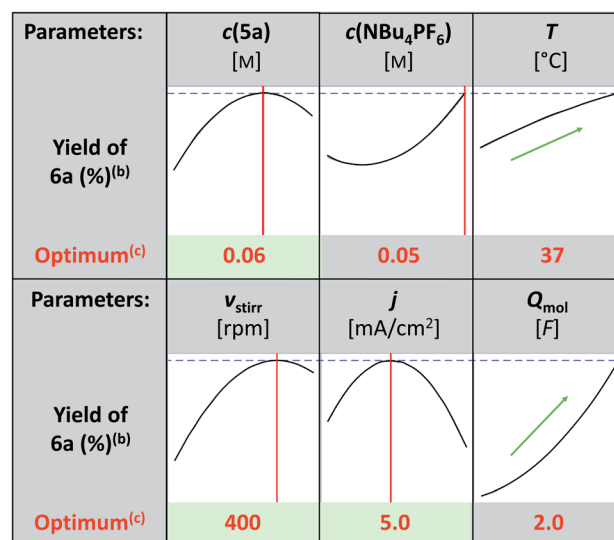 Parameters: c(5a) c(NBu₄PF₆) T
[M] [M] [°C]
Yield of
6a (%)⁽ᵇ⁾
Optimum⁽ᶜ⁾ 0.06 0.05 37
Parameters: vstirr j Qmol
[rpm] [mA/cm²] [F]
Yield of
6a (%)⁽ᵇ⁾
Optimum⁽ᶜ⁾ 400 5.0 2.0